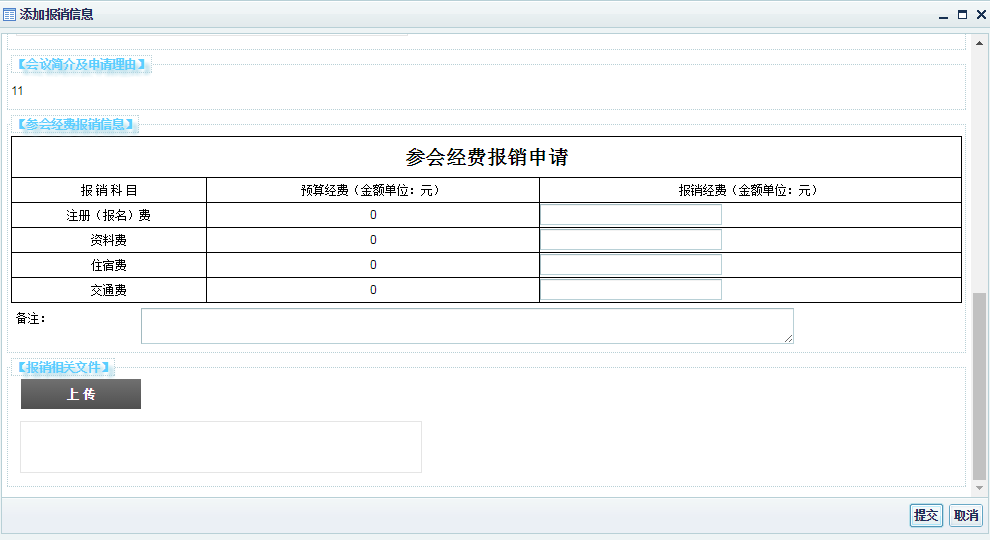 添加报销信息
【会议简介及申请理由】
11
【参会经费报销信息】
参会经费报销申请
报 销 科 目 预算经费（金额单位：元） 报销经费（金额单位：元）
注册（报名）费 0
资料费 0
住宿费 0
交通费 0
备注：
【报销相关文件】
上 传
提交 取消